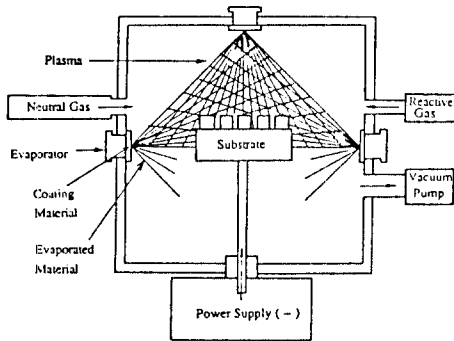 Plasma
Neutral Gas
Reactive
Gas
Evaporator
Substrate
Coating
Material
Vacuum
Pump
Evaporated
Material
Power Supply (-)